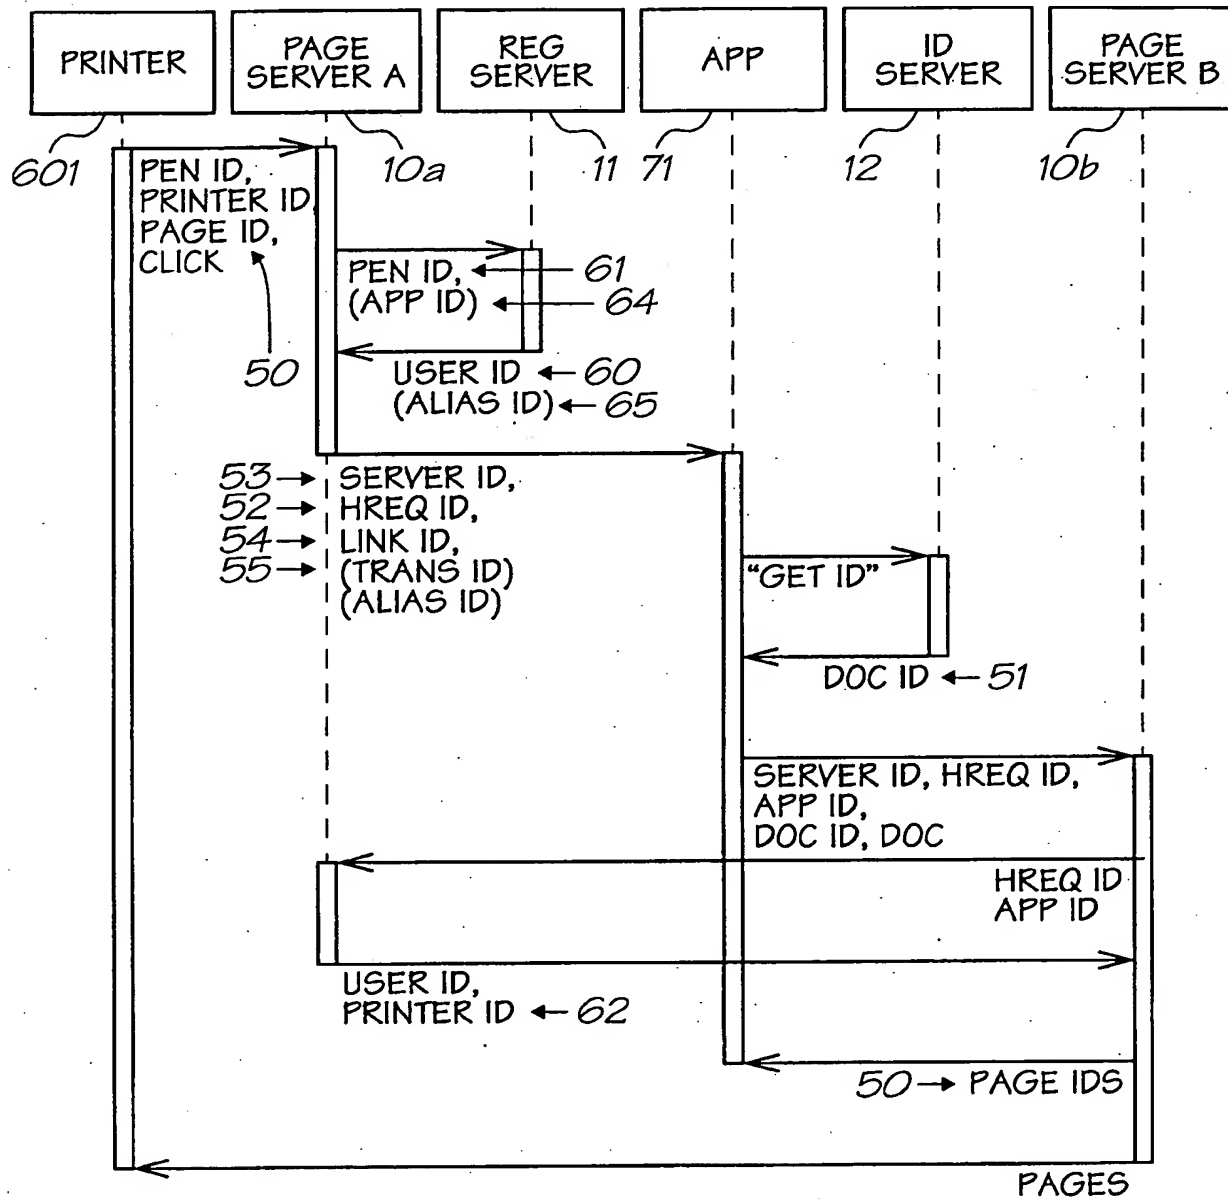 PRINTER
PAGE
SERVER A
REG
SERVER
APP
ID
SERVER
PAGE
SERVER B
601
10a
11
71
12
10b
PEN ID,
PRINTER ID
PAGE ID,
CLICK
50
PEN ID, 61
(APP ID) 64
USER ID 60
(ALIAS ID) 65
53 SERVER ID,
52 HREQ ID,
54 LINK ID,
55 (TRANS ID)
(ALIAS ID)
“GET ID”
DOC ID 51
SERVER ID, HREQ ID,
APP ID,
DOC ID, DOC
HREQ ID
APP ID
USER ID,
PRINTER ID 62
50 PAGE IDS
PAGES